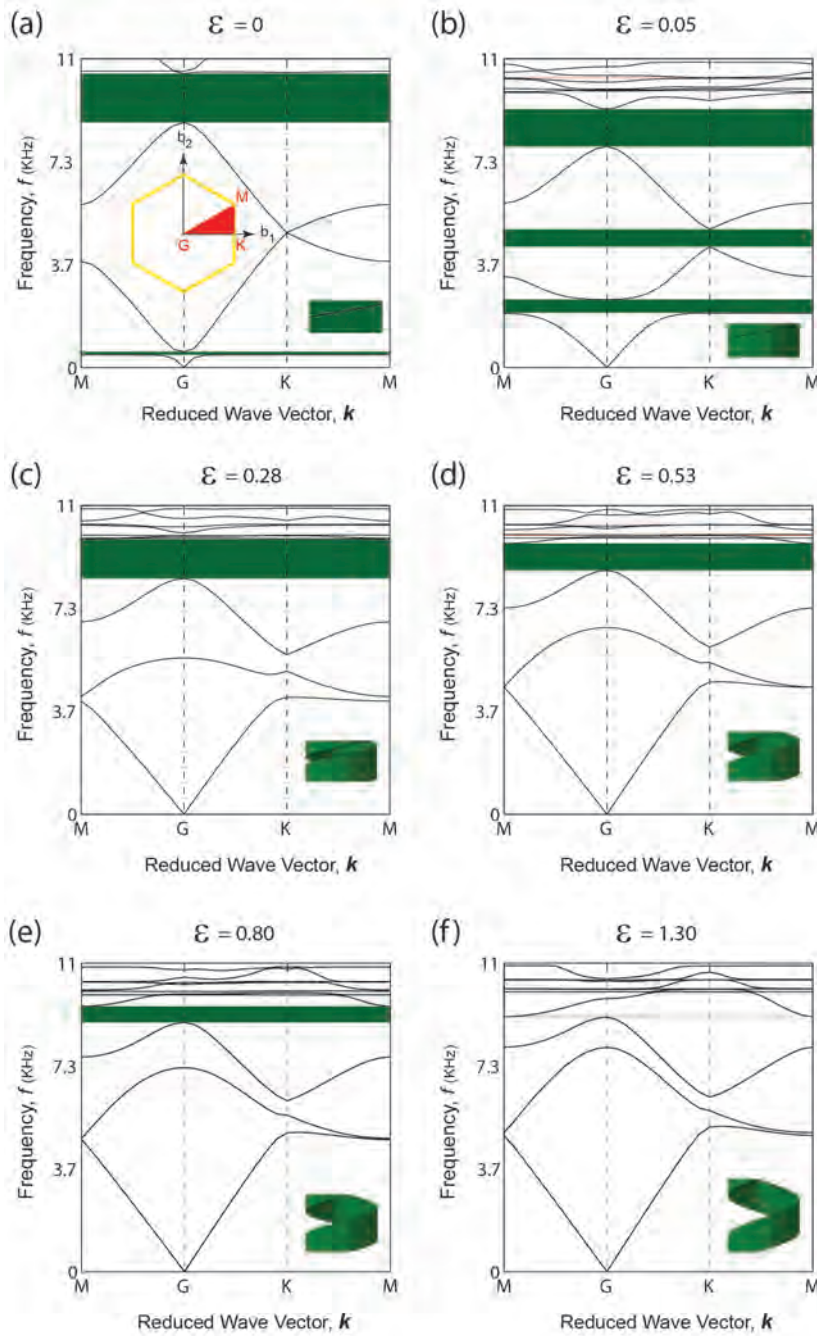 (a)
ε = 0
11
7.3
3.7
0
Frequency, f (KHz)
b2
M
G
K
b1
M G K M
Reduced Wave Vector, k
(b)
ε = 0.05
11
7.3
3.7
0
Frequency, f (KHz)
M G K M
Reduced Wave Vector, k
(c)
ε = 0.28
11
7.3
3.7
0
Frequency, f (KHz)
M G K M
Reduced Wave Vector, k
(d)
ε = 0.53
11
7.3
3.7
0
Frequency, f (KHz)
M G K M
Reduced Wave Vector, k
(e)
ε = 0.80
11
7.3
3.7
0
Frequency, f (KHz)
M G K M
Reduced Wave Vector, k
(f)
ε = 1.30
11
7.3
3.7
0
Frequency, f (KHz)
M G K M
Reduced Wave Vector, k